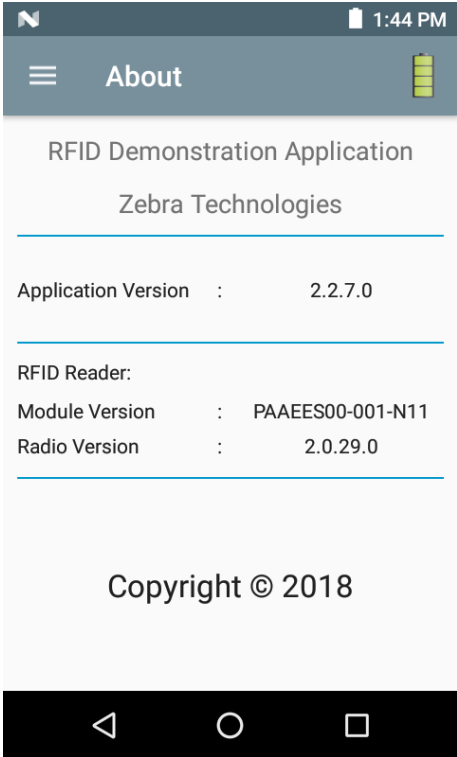 1:44 PM
About
RFID Demonstration Application
Zebra Technologies
Application Version : 2.2.7.0
RFID Reader:
Module Version : PAAEES00-001-N11
Radio Version : 2.0.29.0
Copyright © 2018